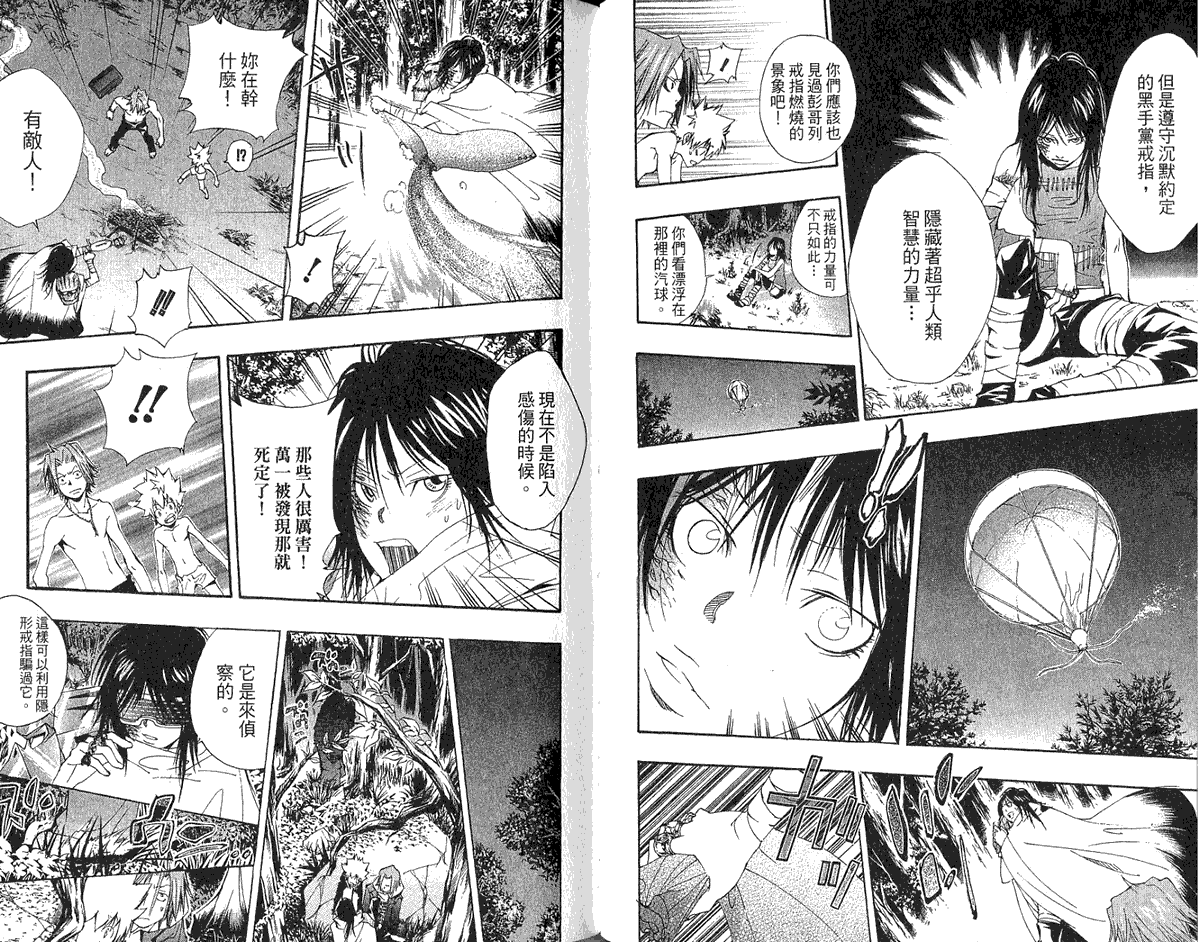 但是遵守沉默約定
的黑手黨戒指，
隱藏著超乎人類
智慧的力量…
!
你們應該也
見過彭哥列
戒指燃燒的
景象吧！
戒指的力量可
不只如此…
你們看漂浮在
那裡的汽球。
!
妳在幹
什麼！
!?
有敵人！
!!!
現在不是陷入
感傷的時候。
那些人很厲害！
萬一被發現那就
死定了！
!!
它是來偵
察的。
這樣可以利用隱
形戒指騙過它。